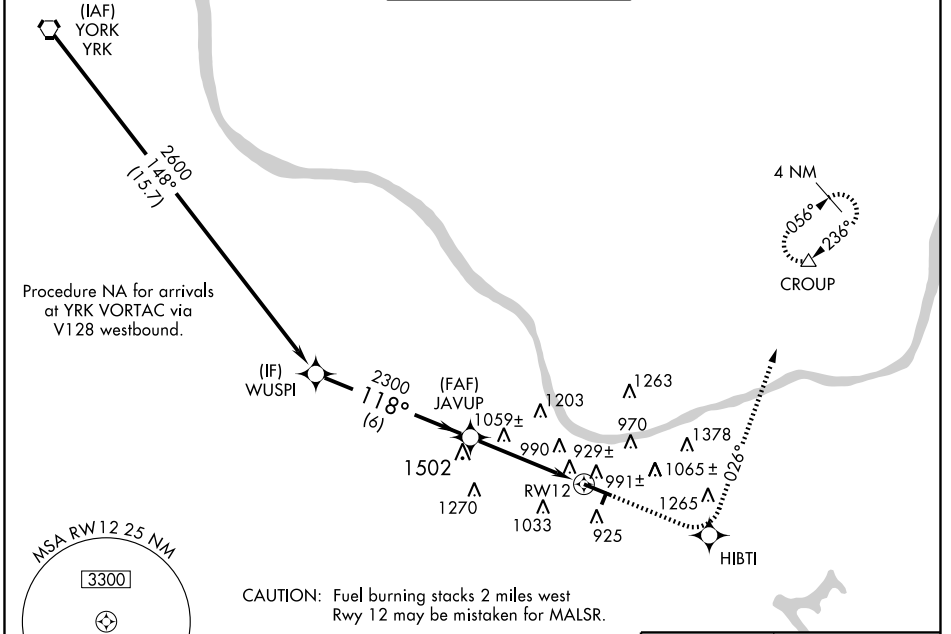 (IAF)
YORK
YRK
2600
148°
(15.7)
4 NM
056°
236°
CROUP
Procedure NA for arrivals
at YRK VORTAC via
V128 westbound.
(IF)
WUSPI
2300
118°
(6)
(FAF)
JAVUP
1059±
1203
1263
970
1378
990
929±
991±
1065±
1502
RW12
1265
026°
1270
1033
925
HIBTI
MSA RW12 25 NM
3300
CAUTION: Fuel burning stacks 2 miles west
Rwy 12 may be mistaken for MALSR.